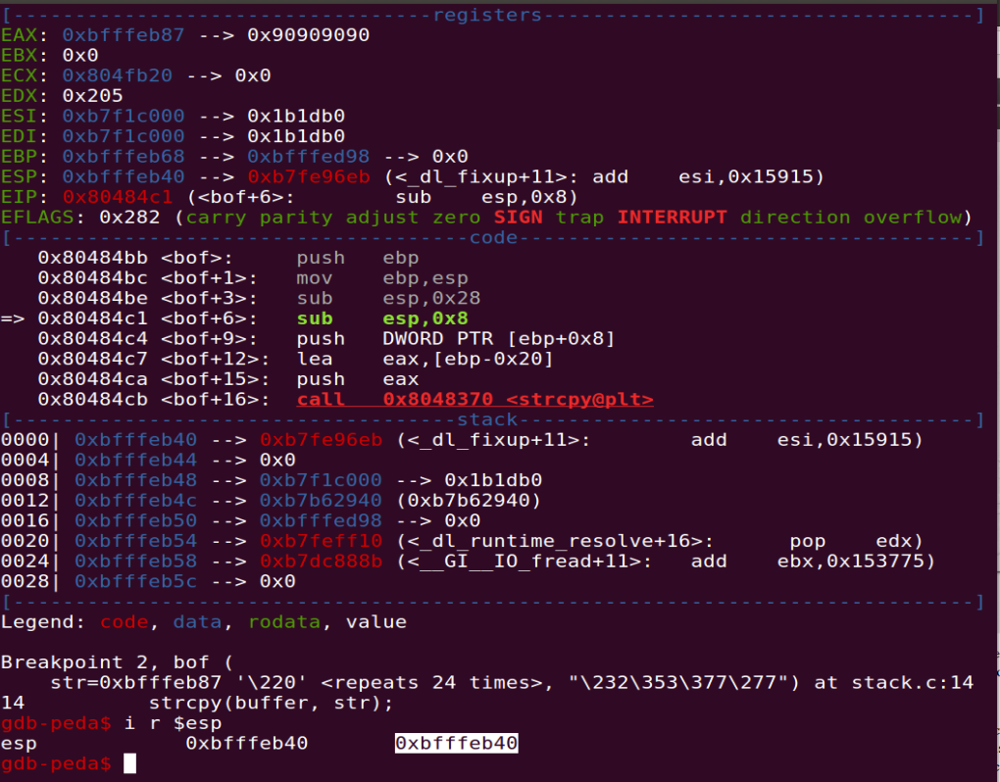 [----------------------------------registers-----------------------------------]
EAX: 0xbfffeb87 --> 0x90909090
EBX: 0x0
ECX: 0x804fb20 --> 0x0
EDX: 0x205
ESI: 0xb7f1c000 --> 0x1b1db0
EDI: 0xb7f1c000 --> 0x1b1db0
EBP: 0xbfffeb68 --> 0xbfffed98 --> 0x0
ESP: 0xbfffeb40 --> 0xb7fe96eb (<_dl_fixup+11>: add    esi,0x15915)
EIP: 0x80484c1 (<bof+6>:        sub    esp,0x8)
EFLAGS: 0x282 (carry parity adjust zero SIGN trap INTERRUPT direction overflow)
[-------------------------------------code-------------------------------------]
   0x80484bb <bof>:     push   ebp
   0x80484bc <bof+1>:   mov    ebp,esp
   0x80484be <bof+3>:   sub    esp,0x28
=> 0x80484c1 <bof+6>:   sub    esp,0x8
   0x80484c4 <bof+9>:   push   DWORD PTR [ebp+0x8]
   0x80484c7 <bof+12>:  lea    eax,[ebp-0x20]
   0x80484ca <bof+15>:  push   eax
   0x80484cb <bof+16>:  call   0x8048370 <strcpy@plt>
[------------------------------------stack-------------------------------------]
0000| 0xbfffeb40 --> 0xb7fe96eb (<_dl_fixup+11>:        add    esi,0x15915)
0004| 0xbfffeb44 --> 0x0
0008| 0xbfffeb48 --> 0xb7f1c000 --> 0x1b1db0
0012| 0xbfffeb4c --> 0xb7b62940 (0xb7b62940)
0016| 0xbfffeb50 --> 0xbfffed98 --> 0x0
0020| 0xbfffeb54 --> 0xb7feff10 (<_dl_runtime_resolve+16>:      pop    edx)
0024| 0xbfffeb58 --> 0xb7dc888b (<__GI__IO_fread+11>:   add    ebx,0x153775)
0028| 0xbfffeb5c --> 0x0
[------------------------------------------------------------------------------]
Legend: code, data, rodata, value

Breakpoint 2, bof (
    str=0xbfffeb87 '\220' <repeats 24 times>, "\232\353\377\277") at stack.c:14
14          strcpy(buffer, str);
gdb-peda$ i r $esp
esp            0xbfffeb40       0xbfffeb40
gdb-peda$